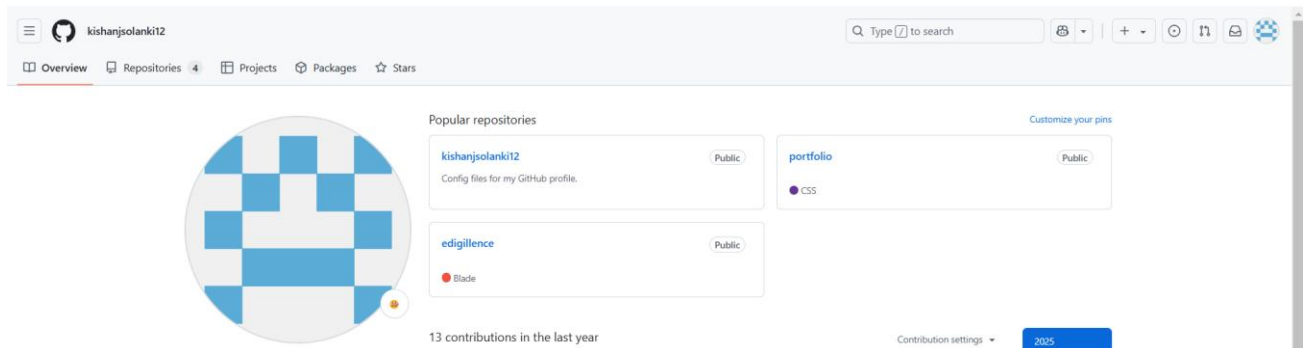 kishanjsolanki12
Type / to search
Overview Repositories 4 Projects Packages Stars
Popular repositories
Customize your pins
kishanjsolanki12 Public
Config files for my GitHub profile.
portfolio Public
CSS
edigillence Public
Blade
13 contributions in the last year
Contribution settings
2025